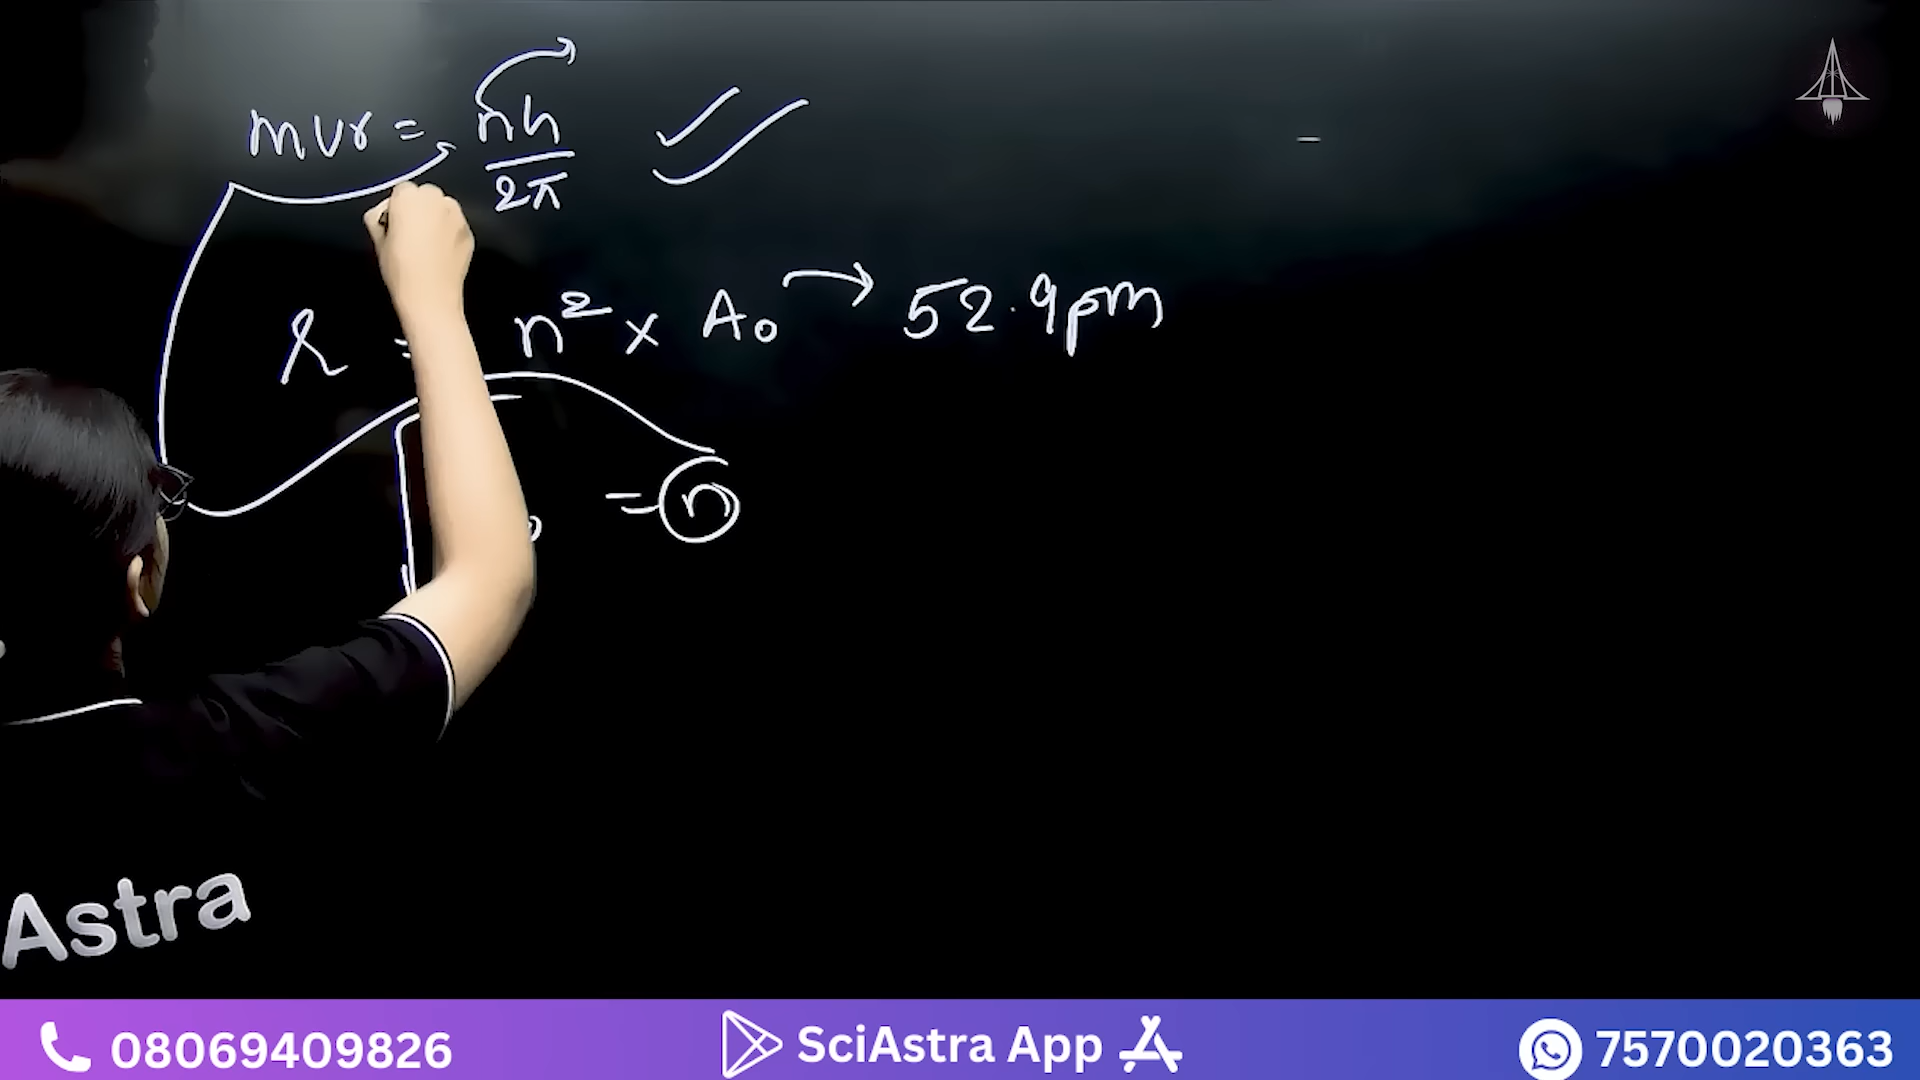 mvr = nh
2π
r = n² × A₀ → 52.9pm
= n
Astra
08069409826 SciAstra App 7570020363